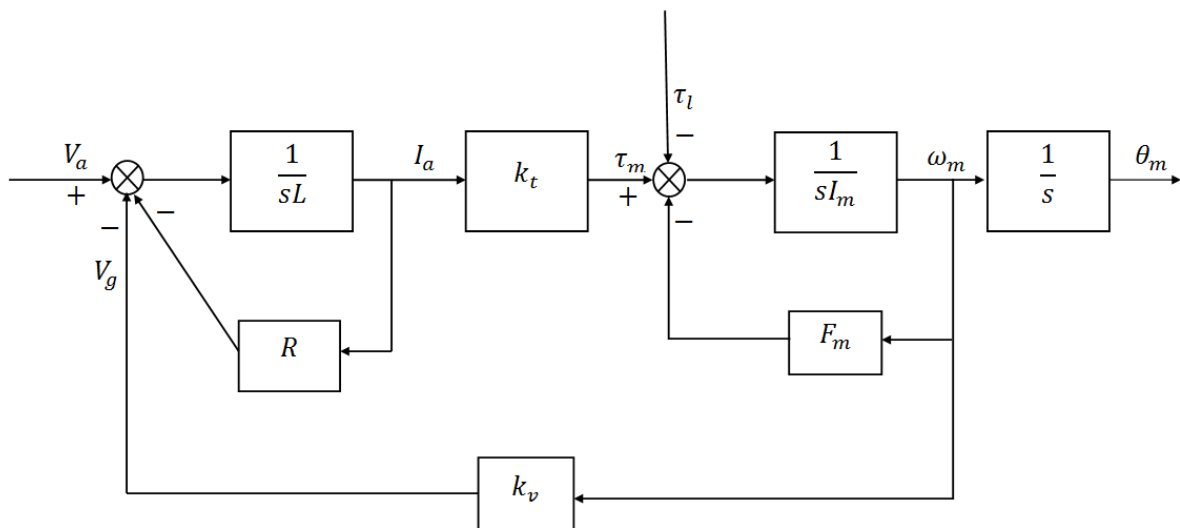 τ_l
−
V_a
+
−
−
V_g
1/(sL)
I_a
k_t
τ_m
+
−
1/(sI_m)
ω_m
1/s
θ_m
R
F_m
k_v